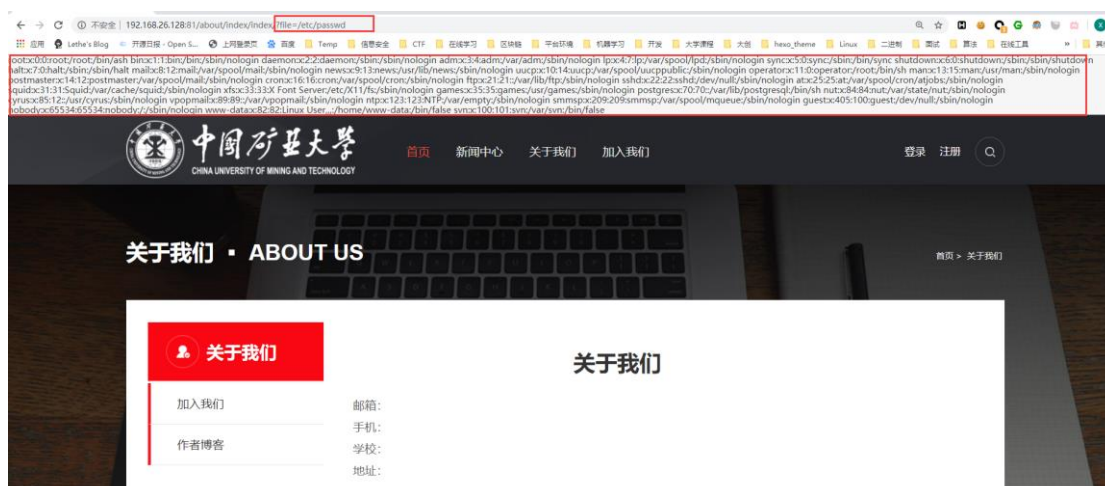 不安全 | 192.168.26.128:81/about/index/index/?file=/etc/passwd
应用 Lethe's Blog 开源日报 - Open S... 上网登录页 百度 Temp 信息安全 CTF 在线学习 区块链 平台环境 机器学习 开发 大学课程 大创 hexo_theme Linux 二进制 面试 算法 在线工具 »
root:x:0:0:root:/root:/bin/ash bin:x:1:1:bin:/bin:/sbin/nologin daemon:x:2:2:daemon:/sbin:/sbin/nologin adm:x:3:4:adm:/var/adm:/sbin/nologin lp:x:4:7:lp:/var/spool/lpd:/sbin/nologin sync:x:5:0:sync:/sbin:/bin/sync shutdown:x:6:0:shutdown:/sbin:/sbin/shutdown
halt:x:7:0:halt:/sbin:/sbin/halt mail:x:8:12:mail:/var/spool/mail:/sbin/nologin news:x:9:13:news:/usr/lib/news:/sbin/nologin uucp:x:10:14:uucp:/var/spool/uucppublic:/sbin/nologin operator:x:11:0:operator:/root:/bin/sh man:x:13:15:man:/usr/man:/sbin/nologin
postmaster:x:14:12:postmaster:/var/spool/mail:/sbin/nologin cron:x:16:16:cron:/var/spool/cron:/sbin/nologin ftp:x:21:21::/var/lib/ftp:/sbin/nologin sshd:x:22:22:sshd:/dev/null:/sbin/nologin at:x:25:25:at:/var/spool/cron/atjobs:/sbin/nologin
squid:x:31:31:Squid:/var/cache/squid:/sbin/nologin xfs:x:33:33:X Font Server:/etc/X11/fs:/sbin/nologin games:x:35:35:games:/usr/games:/sbin/nologin postgres:x:70:70::/var/lib/postgresql:/bin/sh nut:x:84:84:nut:/var/state/nut:/sbin/nologin
cyrus:x:85:12::/usr/cyrus:/sbin/nologin vpopmail:x:89:89::/var/vpopmail:/sbin/nologin ntp:x:123:123:NTP:/var/empty:/sbin/nologin smmsp:x:209:209:smmsp:/var/spool/mqueue:/sbin/nologin guest:x:405:100:guest:/dev/null:/sbin/nologin
nobody:x:65534:65534:nobody:/:/sbin/nologin www-data:x:82:82:Linux User,,,:/home/www-data:/bin/false svn:x:100:101:svn:/var/svn:/bin/false
中国矿业大学
CHINA UNIVERSITY OF MINING AND TECHNOLOGY
首页 新闻中心 关于我们 加入我们 登录 注册
关于我们 ▪ ABOUT US
首页 > 关于我们
关于我们
关于我们
加入我们
作者博客
邮箱:
手机:
学校:
地址: